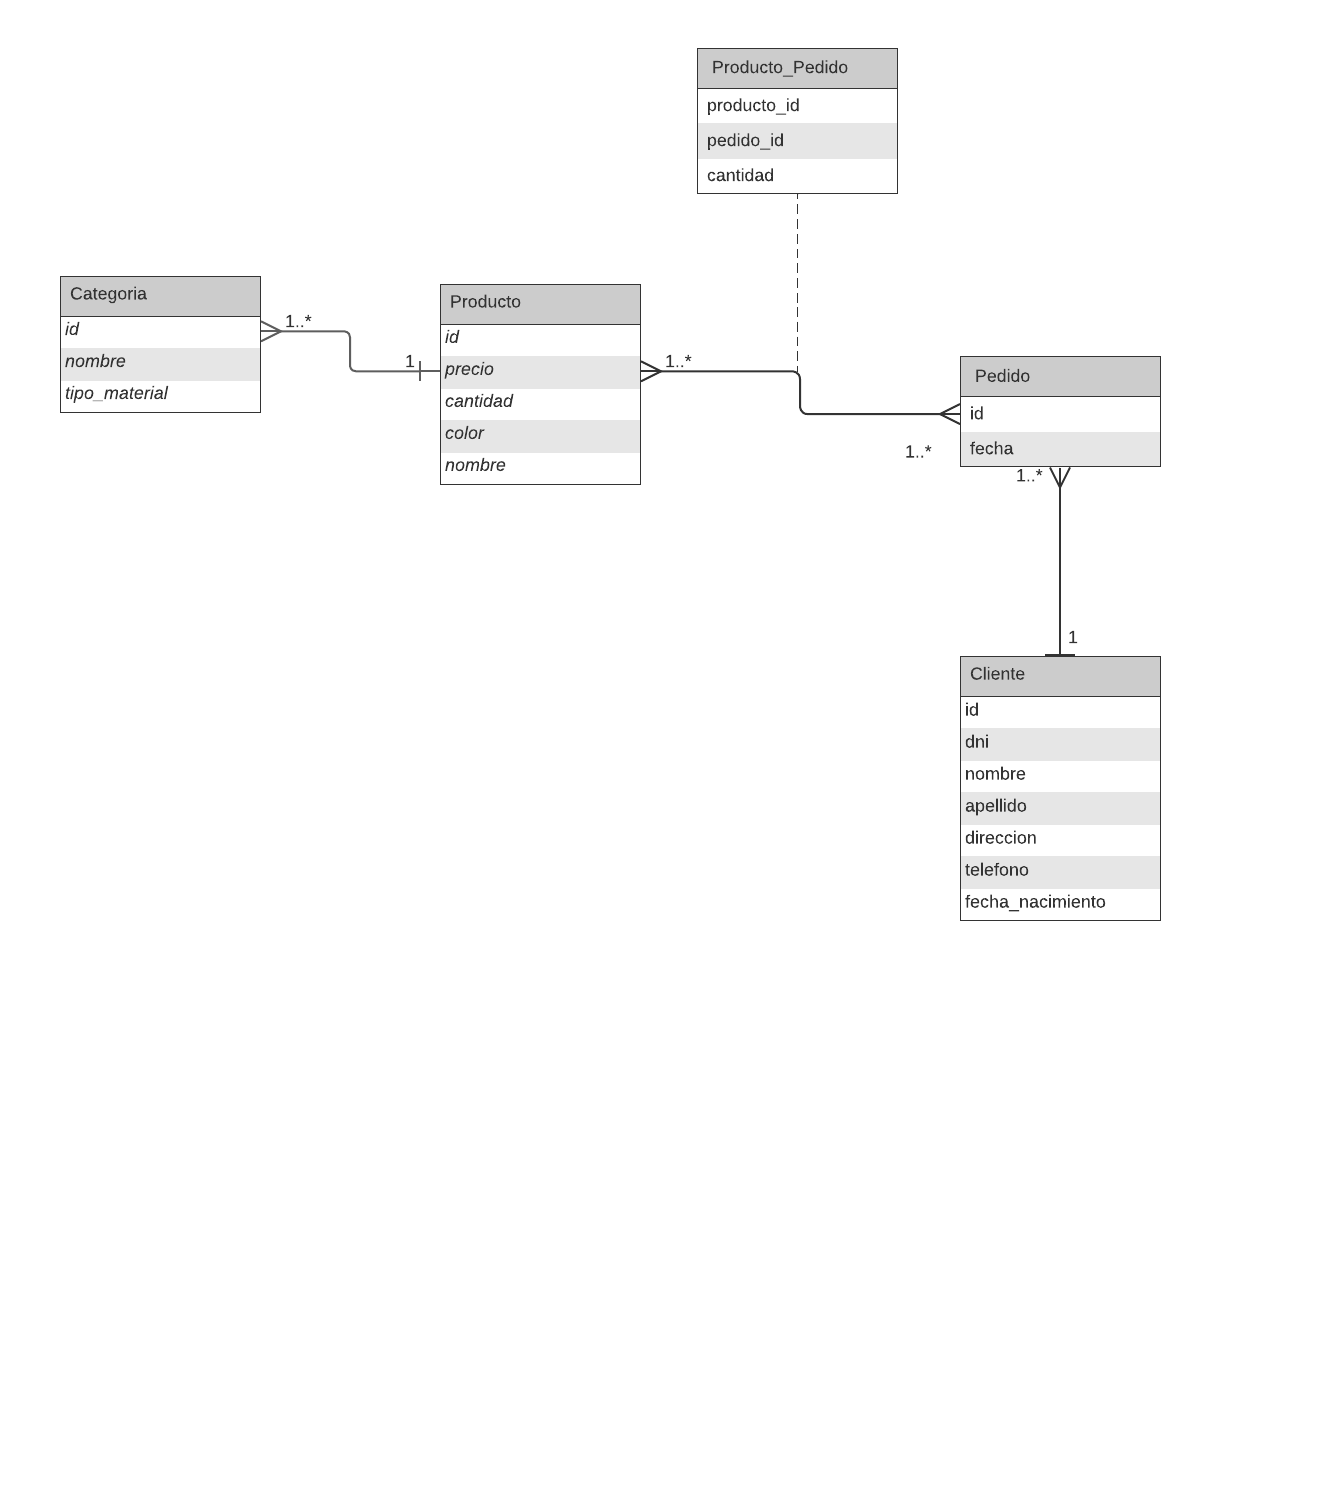 Producto_Pedido
producto_id
pedido_id
cantidad
Categoria
id
nombre
tipo_material
1..*
1
Producto
id
precio
cantidad
color
nombre
1..*
1..*
Pedido
id
fecha
1..*
1
Cliente
id
dni
nombre
apellido
direccion
telefono
fecha_nacimiento